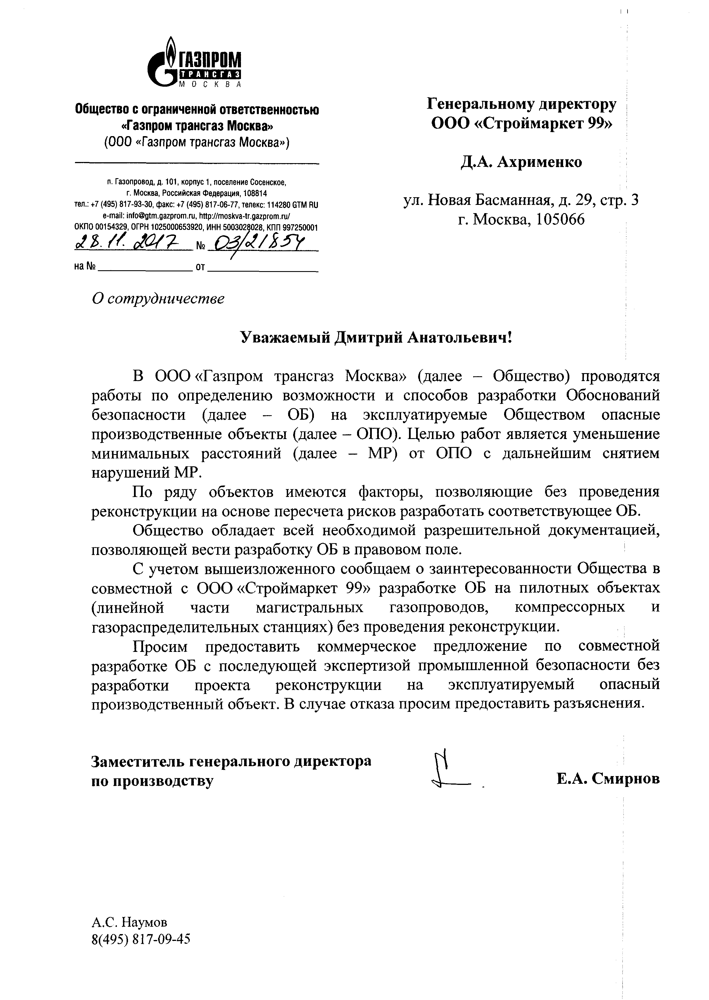 ГАЗПРОМ
ТРАНСГАЗ
МОСКВА
Общество с ограниченной ответственностью
«Газпром трансгаз Москва»
(ООО «Газпром трансгаз Москва»)
п. Газопровод, д. 101, корпус 1, поселение Сосенское,
г. Москва, Российская Федерация, 108814
тел.: +7 (495) 817-93-30, факс: +7 (495) 817-06-77, телекс: 114280 GTM RU
e-mail: info@gtm.gazprom.ru, http://moskva-tr.gazprom.ru/
ОКПО 00154329, ОГРН 1025000653920, ИНН 5003028028, КПП 997250001
28.11.2017 № 03/21854
на № от
Генеральному директору
ООО «Строймаркет 99»
Д.А. Ахрименко
ул. Новая Басманная, д. 29, стр. 3
г. Москва, 105066
О сотрудничестве
Уважаемый Дмитрий Анатольевич!
В ООО «Газпром трансгаз Москва» (далее – Общество) проводятся
работы по определению возможности и способов разработки Обоснований
безопасности (далее – ОБ) на эксплуатируемые Обществом опасные
производственные объекты (далее – ОПО). Целью работ является уменьшение
минимальных расстояний (далее – МР) от ОПО с дальнейшим снятием
нарушений МР.
По ряду объектов имеются факторы, позволяющие без проведения
реконструкции на основе пересчета рисков разработать соответствующее ОБ.
Общество обладает всей необходимой разрешительной документацией,
позволяющей вести разработку ОБ в правовом поле.
С учетом вышеизложенного сообщаем о заинтересованности Общества в
совместной с ООО «Строймаркет 99» разработке ОБ на пилотных объектах
(линейной части магистральных газопроводов, компрессорных и
газораспределительных станциях) без проведения реконструкции.
Просим предоставить коммерческое предложение по совместной
разработке ОБ с последующей экспертизой промышленной безопасности без
разработки проекта реконструкции на эксплуатируемый опасный
производственный объект. В случае отказа просим предоставить разъяснения.
Заместитель генерального директора
по производству
Е.А. Смирнов
А.С. Наумов
8(495) 817-09-45